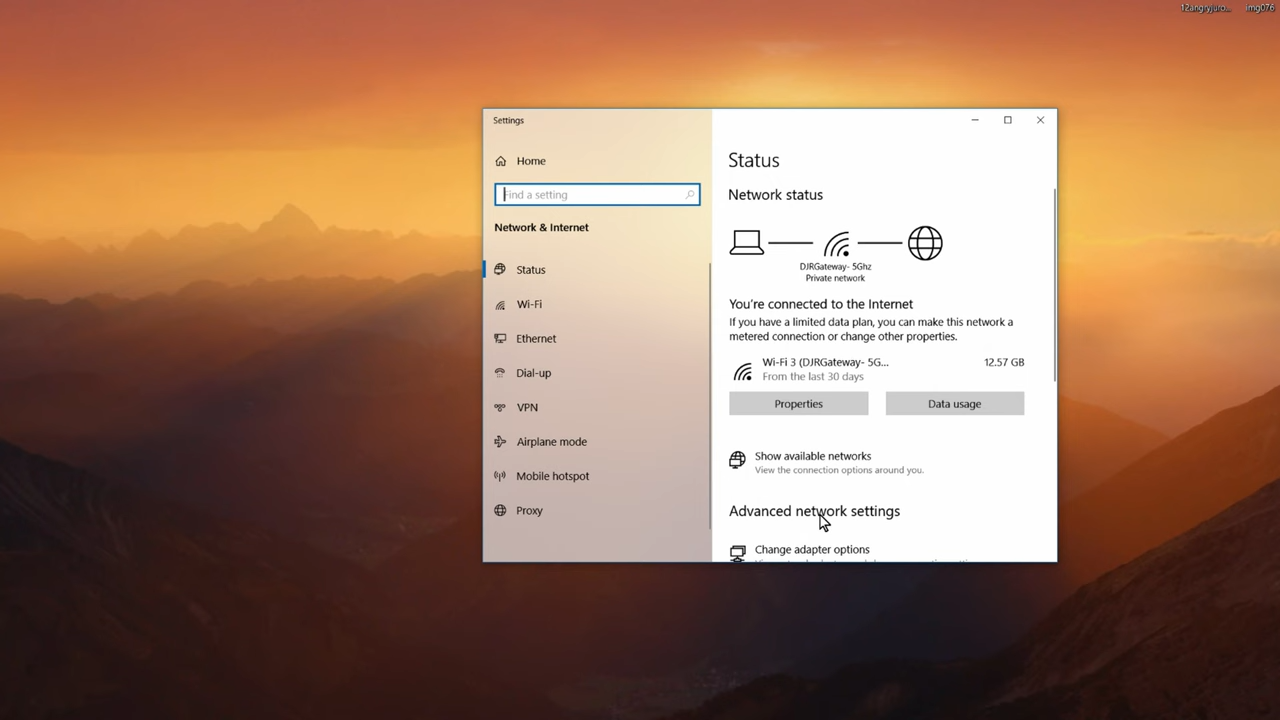 12angryjuro...
img076
Settings
Home
Find a setting
Network & Internet
Status
Wi-Fi
Ethernet
Dial-up
VPN
Airplane mode
Mobile hotspot
Proxy
Status
Network status
DJRGateway- 5Ghz
Private network
You're connected to the Internet
If you have a limited data plan, you can make this network a
metered connection or change other properties.
Wi-Fi 3 (DJRGateway- 5G...
12.57 GB
From the last 30 days
Properties
Data usage
Show available networks
View the connection options around you.
Advanced network settings
Change adapter options